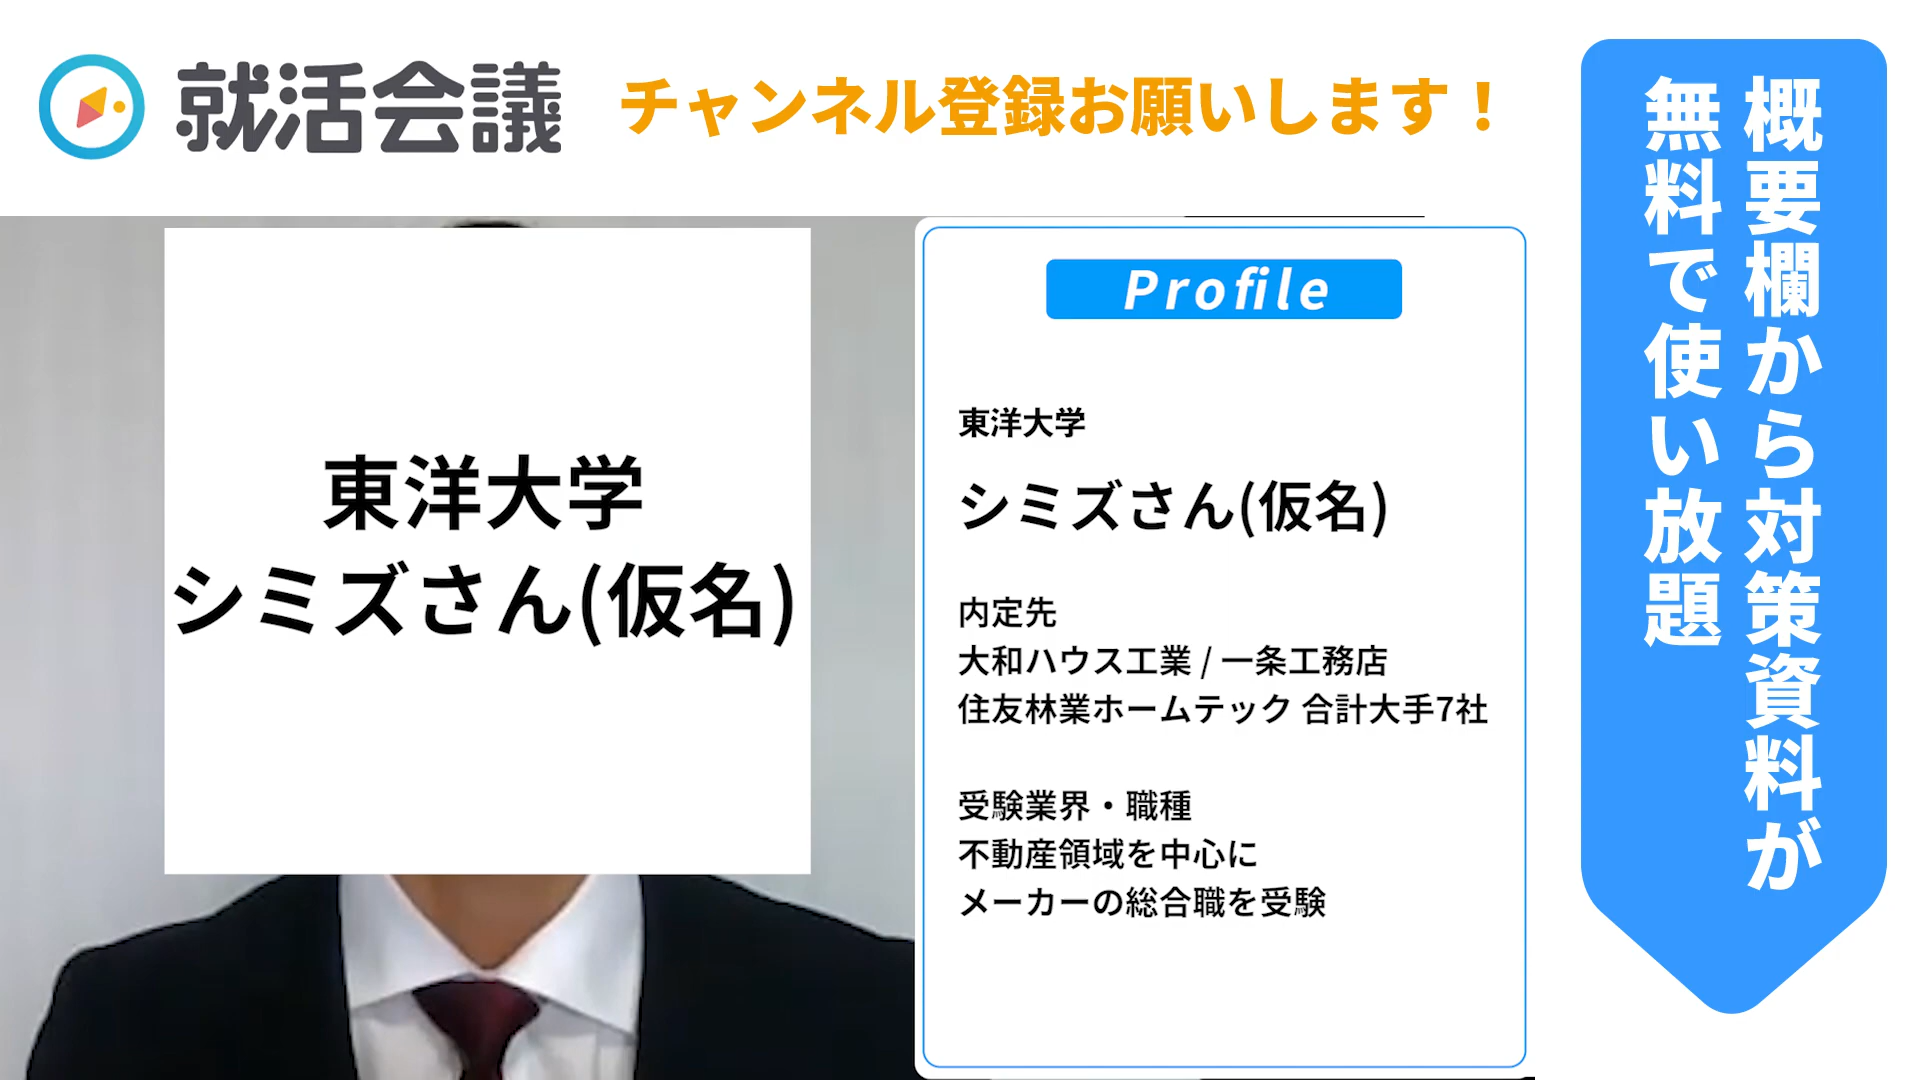 就活会議
チャンネル登録お願いします！
東洋大学
シミズさん(仮名)
Profile
東洋大学
シミズさん(仮名)
内定先
大和ハウス工業 / 一条工務店
住友林業ホームテック 合計大手7社
受験業界・職種
不動産領域を中心に
メーカーの総合職を受験
概要欄から対策資料が
無料で使い放題